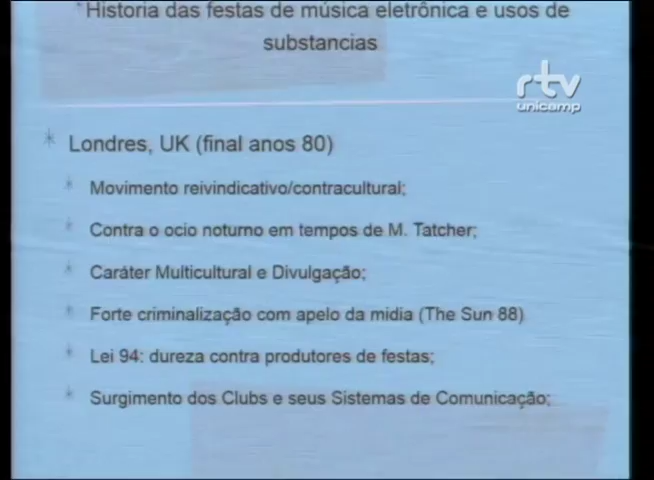 Historia das festas de música eletrônica e usos de
substancias
rtv
unicamp
Londres, UK (final anos 80)
Movimento reivindicativo/contracultural;
Contra o ocio noturno em tempos de M. Tatcher;
Caráter Multicultural e Divulgação;
Forte criminalização com apelo da midia (The Sun 88)
Lei 94: dureza contra produtores de festas;
Surgimento dos Clubs e seus Sistemas de Comunicação;